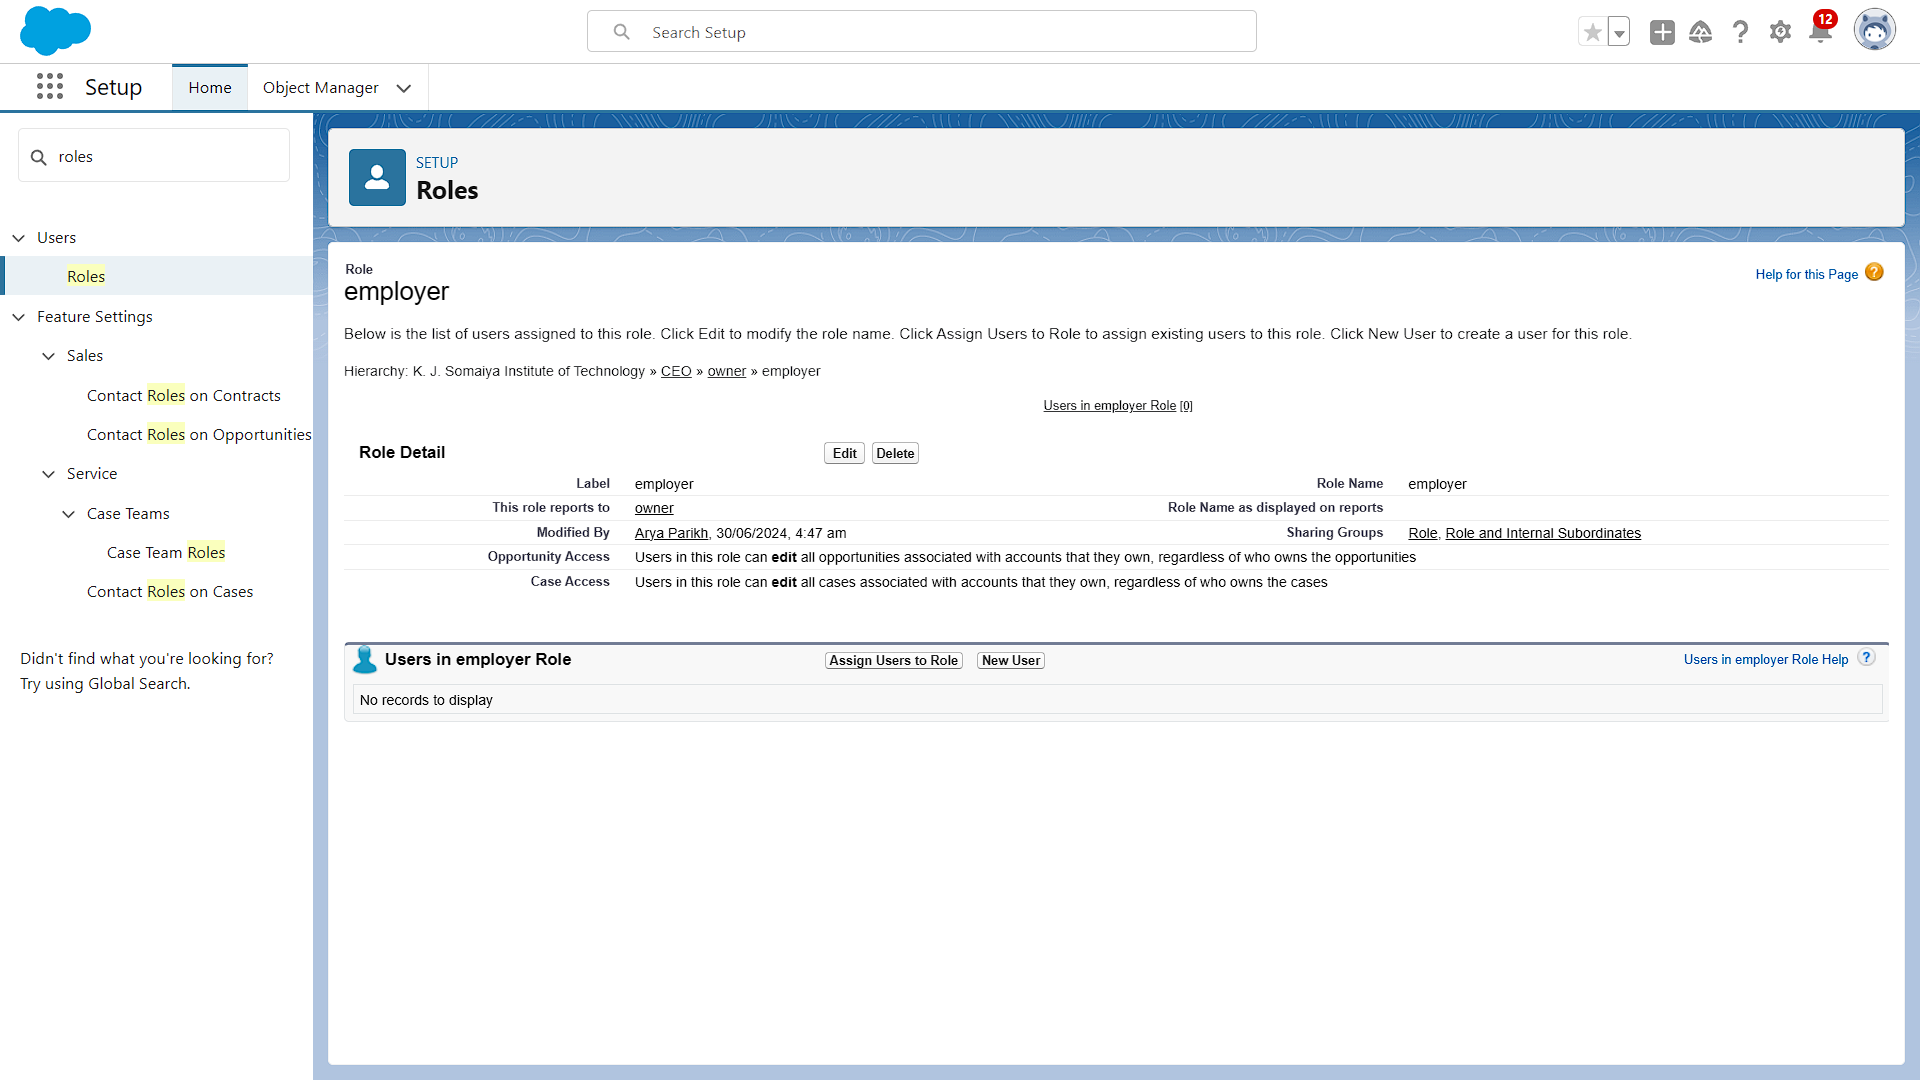 Search Setup
12
Setup
Home
Object Manager
roles
Users
Roles
Feature Settings
Sales
Contact Roles on Contracts
Contact Roles on Opportunities
Service
Case Teams
Case Team Roles
Contact Roles on Cases
Didn't find what you're looking for?
Try using Global Search.
SETUP
Roles
Role
employer
Help for this Page
Below is the list of users assigned to this role. Click Edit to modify the role name. Click Assign Users to Role to assign existing users to this role. Click New User to create a user for this role.
Hierarchy: K. J. Somaiya Institute of Technology » CEO » owner » employer
Users in employer Role [0]
Role Detail Edit Delete
Label employer Role Name employer
This role reports to owner Role Name as displayed on reports
Modified By Arya Parikh, 30/06/2024, 4:47 am Sharing Groups Role, Role and Internal Subordinates
Opportunity Access Users in this role can edit all opportunities associated with accounts that they own, regardless of who owns the opportunities
Case Access Users in this role can edit all cases associated with accounts that they own, regardless of who owns the cases
Users in employer Role Assign Users to Role New User Users in employer Role Help ?
No records to display